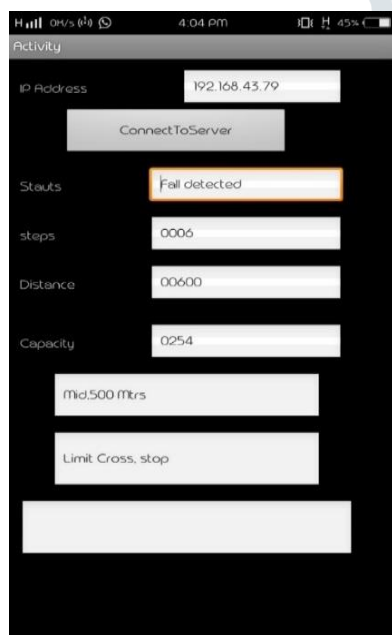 H 0K/s 4:04 PM H 45%
Activity
IP Address 192.168.43.79
ConnectToServer
Stauts Fall detected
steps 0006
Distance 00600
Capacity 0254
Mid,500 Mtrs
Limit Cross, stop